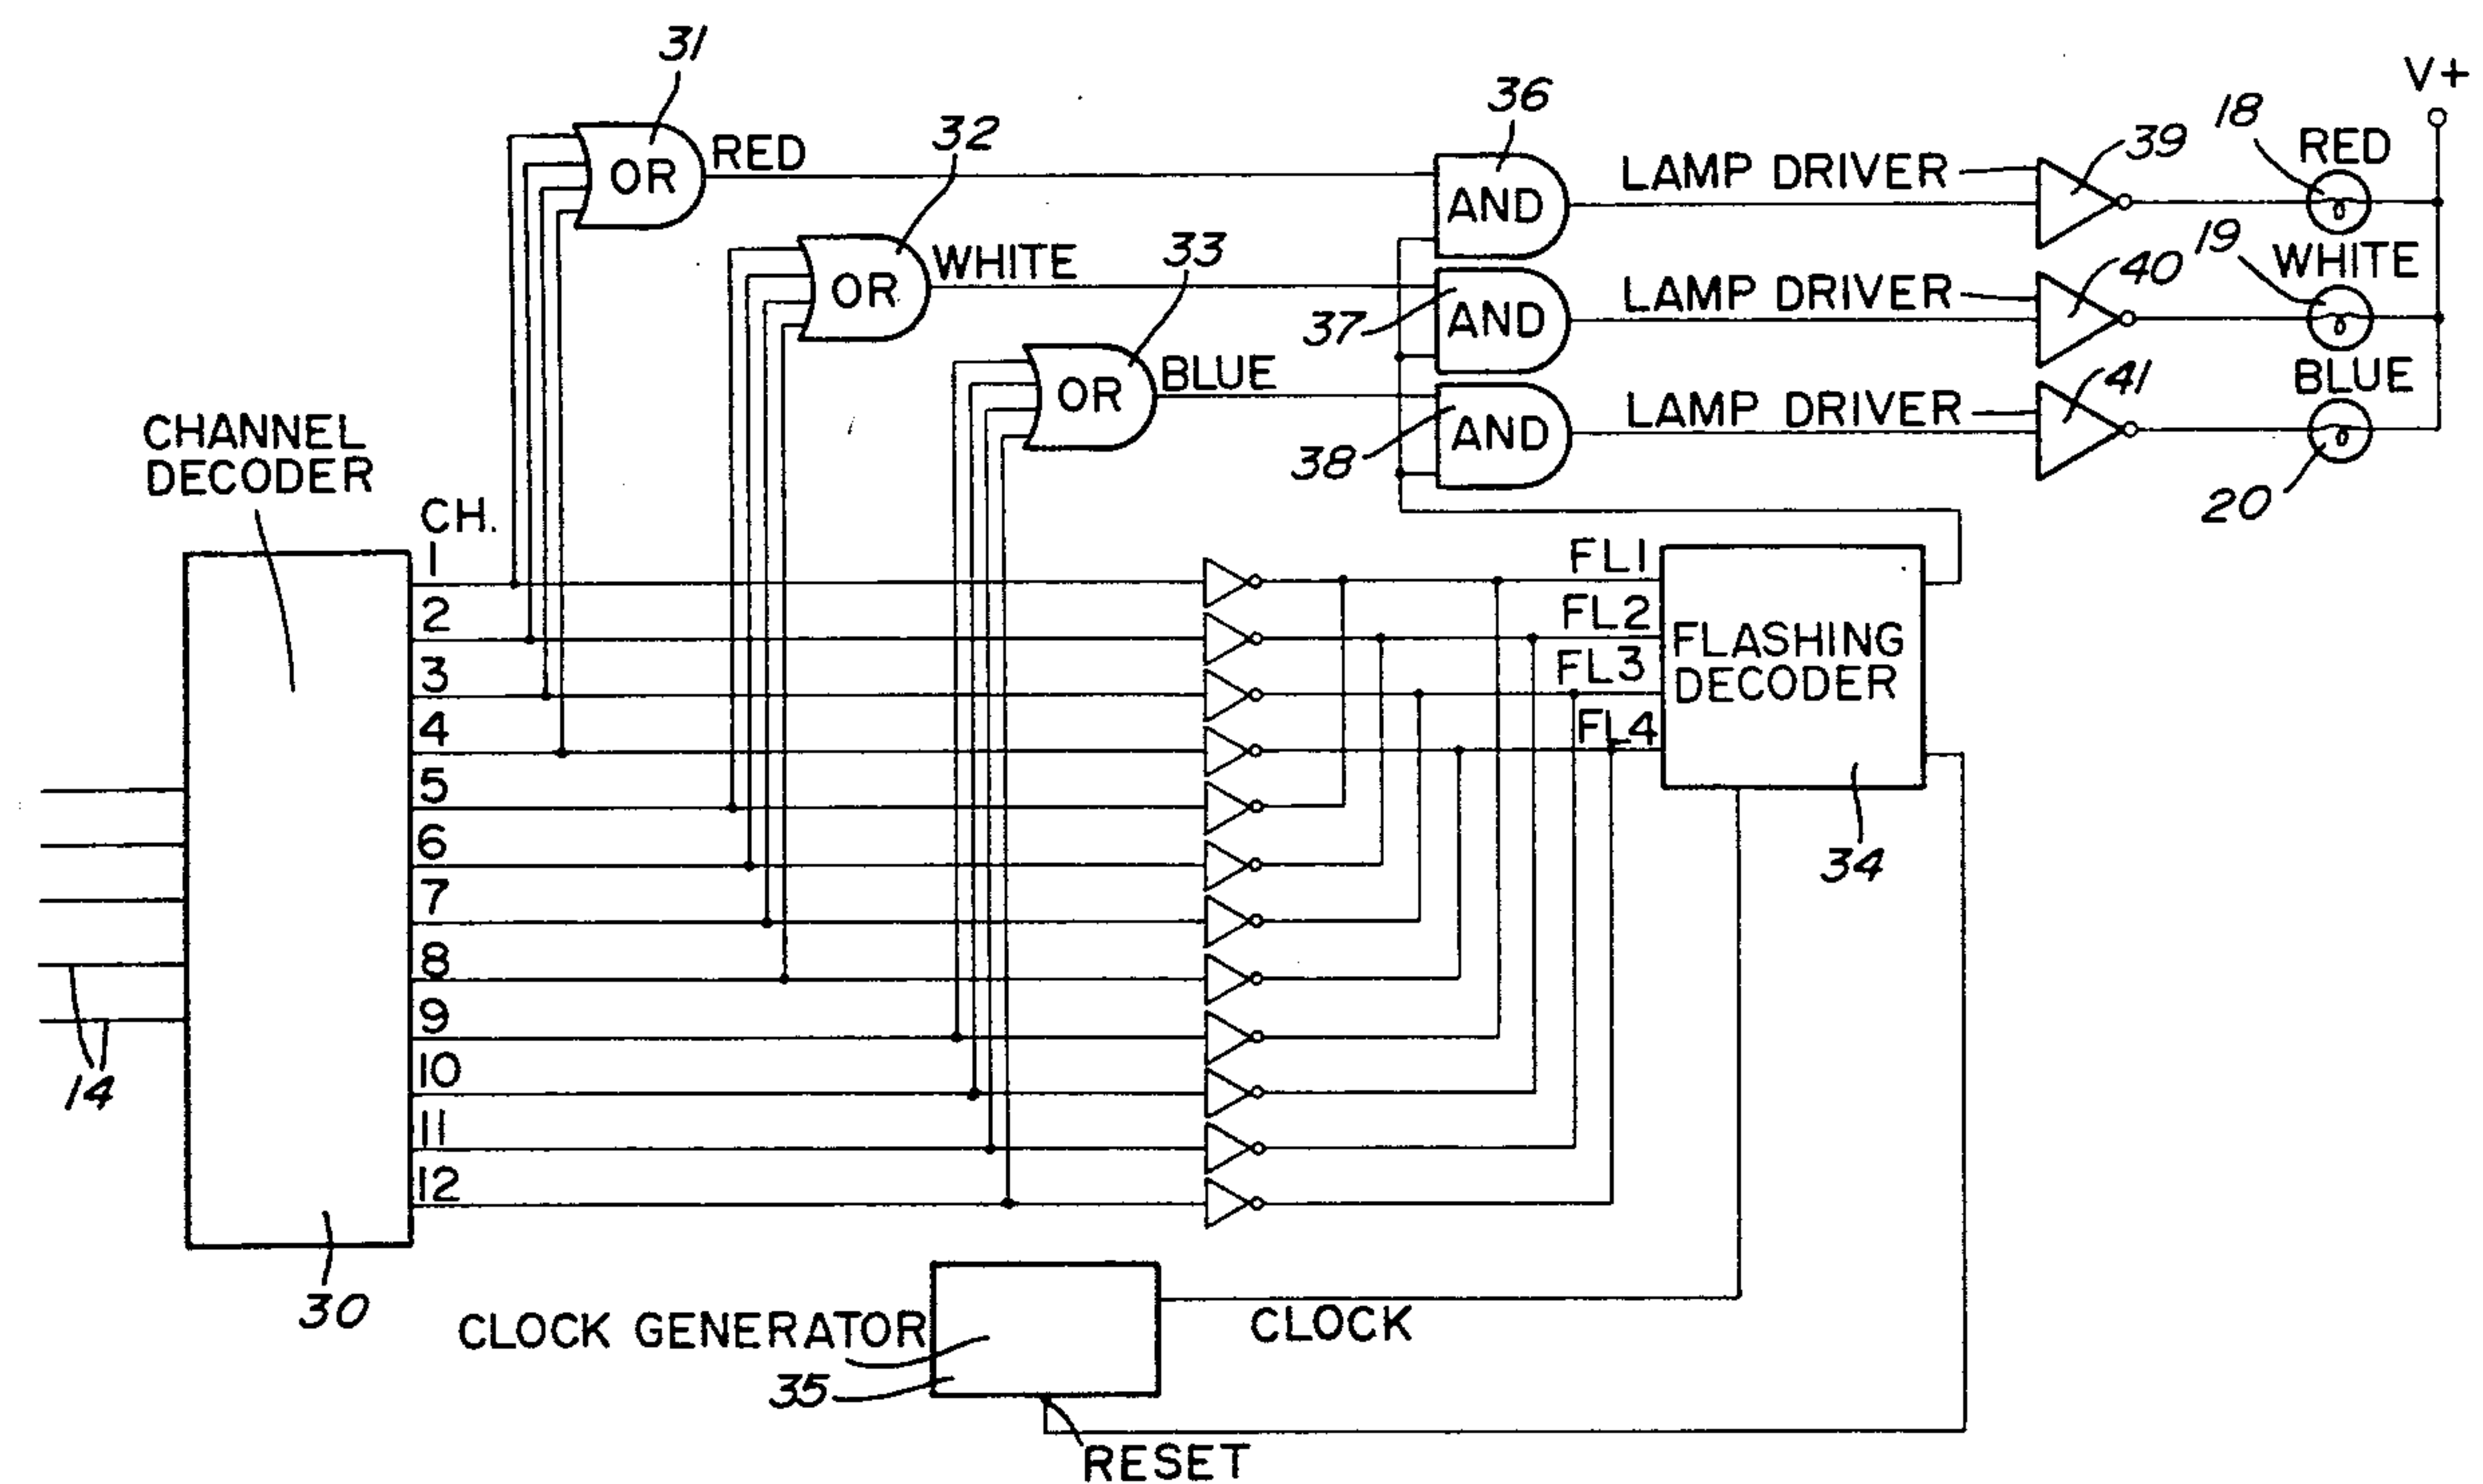 31
RED
OR
32
WHITE
OR
33
BLUE
OR
36
AND
37
AND
38
AND
LAMP DRIVER
39
LAMP DRIVER
40
LAMP DRIVER
41
18
RED
19
WHITE
BLUE
20
V+
CHANNEL
DECODER
CH.
1
2
3
4
5
6
7
8
9
10
11
12
14
30
FL1
FL2
FL3
FL4
FLASHING
DECODER
34
CLOCK GENERATOR
35
CLOCK
RESET